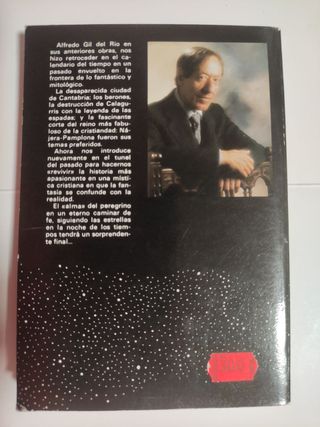 Alfredo Gil del Río en
sus anteriores obras, nos
hizo retroceder en el ca-
lendario del tiempo en un
pasado envuelto en la
frontera de lo fantástico y
mitológico.
La desaparecida ciudad
de Cantabria; los berones,
la destrucción de Calagu-
rris con la leyenda de las
espadas; y la fascinante
corte del reino más fabu-
loso de la cristiandad: Ná-
jera-Pamplona fueron sus
temas preferidos.
Ahora nos introduce
nuevamente en el tunel
del pasado para hacernos
«revivir» la historia más
apasionante en una mís-
tica cristiana en que la fan-
tasía se confunde con la
realidad.
El «alma» del peregrino
en un eterno caminar de
fe, siguiendo las estrellas
en la noche de los tiem-
pos tendrá un sorprenden-
te final...